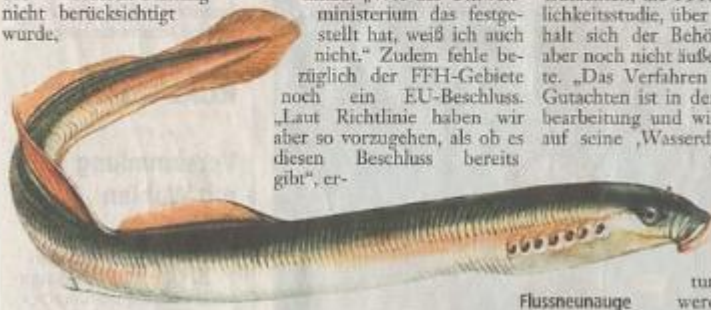 nicht berücksichtigt
wurde,
ministerium das festge-
stellt hat, weiß ich auch
nicht.“ Zudem fehle be-
züglich der FFH-Gebiete
noch ein EU-Beschluss.
„Laut Richtlinie haben wir
aber so vorzugehen, als ob es
diesen Beschluss bereits
gibt“, er-
lichkeitsstudie, über
halt sich der Behö
aber noch nicht äuße
te. „Das Verfahren
Gutachten ist in de
bearbeitung und wi
auf seine ‚Wasserd
tun
were
Flussneunauge